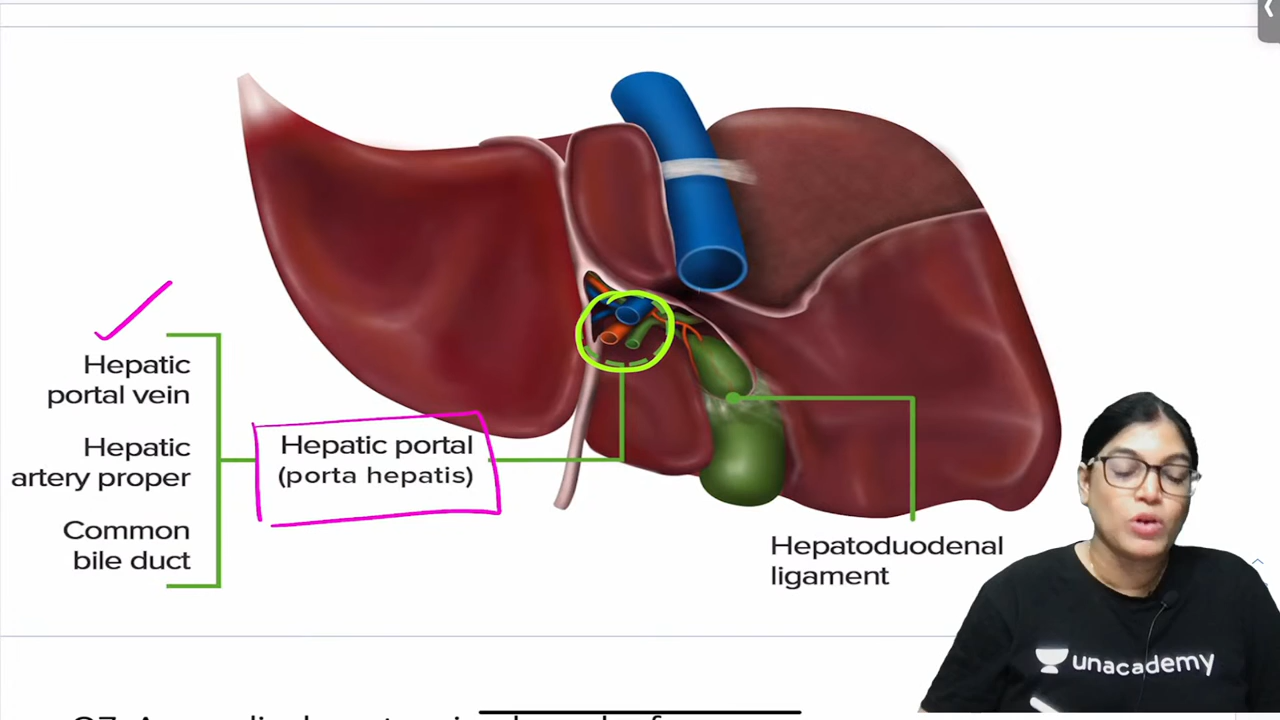 Hepatic
portal vein
Hepatic
artery proper
Common
bile duct
Hepatic portal
(porta hepatis)
Hepatoduodenal
ligament
unacademy